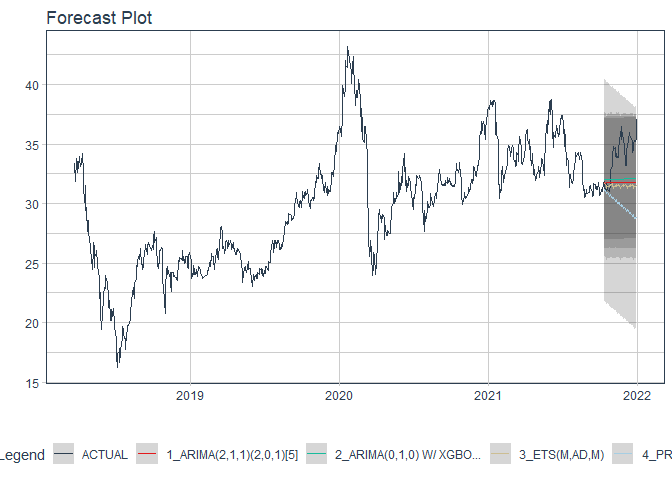 Forecast Plot
40
35
30
25
20
15
2019 2020 2021 2022
Legend ACTUAL 1_ARIMA(2,1,1)(2,0,1)[5] 2_ARIMA(0,1,0) W/ XGBO... 3_ETS(M,AD,M) 4_PR